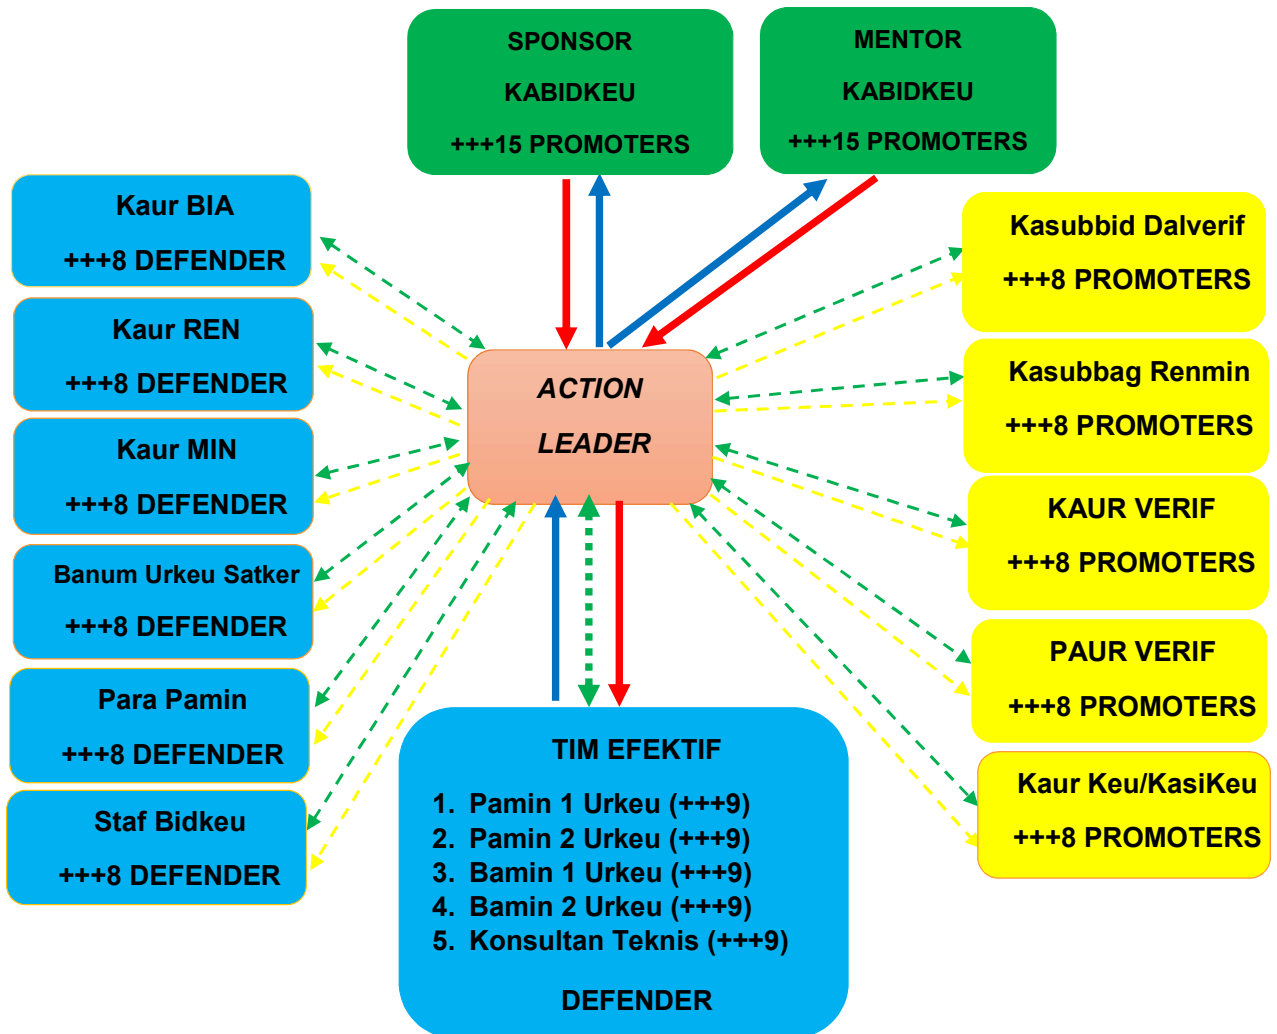 SPONSOR
KABIDKEU
+++15 PROMOTERS
MENTOR
KABIDKEU
+++15 PROMOTERS
Kaur BIA
+++8 DEFENDER
Kaur REN
+++8 DEFENDER
Kaur MIN
+++8 DEFENDER
Banum Urkeu Satker
+++8 DEFENDER
Para Pamin
+++8 DEFENDER
Staf Bidkeu
+++8 DEFENDER
ACTION
LEADER
Kasubbid Dalverif
+++8 PROMOTERS
Kasubbag Renmin
+++8 PROMOTERS
KAUR VERIF
+++8 PROMOTERS
PAUR VERIF
+++8 PROMOTERS
Kaur Keu/KasiKeu
+++8 PROMOTERS
TIM EFEKTIF
1. Pamin 1 Urkeu (+++9)
2. Pamin 2 Urkeu (+++9)
3. Bamin 1 Urkeu (+++9)
4. Bamin 2 Urkeu (+++9)
5. Konsultan Teknis (+++9)
DEFENDER